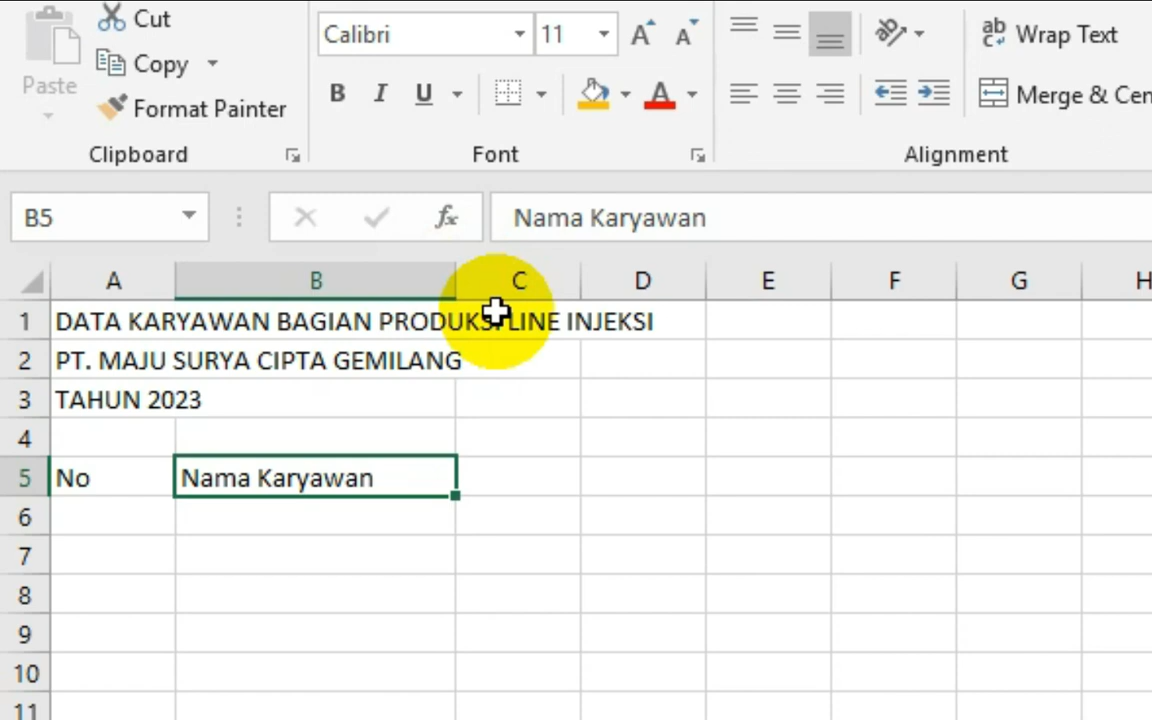 Cut
Copy
Format Painter
Paste
Clipboard
Calibri
11
B I U
Font
ab Wrap Text
Merge & Cen
Alignment
B5
fx
Nama Karyawan
A B C D E F G H
1 DATA KARYAWAN BAGIAN PRODUKSI LINE INJEKSI
2 PT. MAJU SURYA CIPTA GEMILANG
3 TAHUN 2023
4
5 No Nama Karyawan
6
7
8
9
10
11